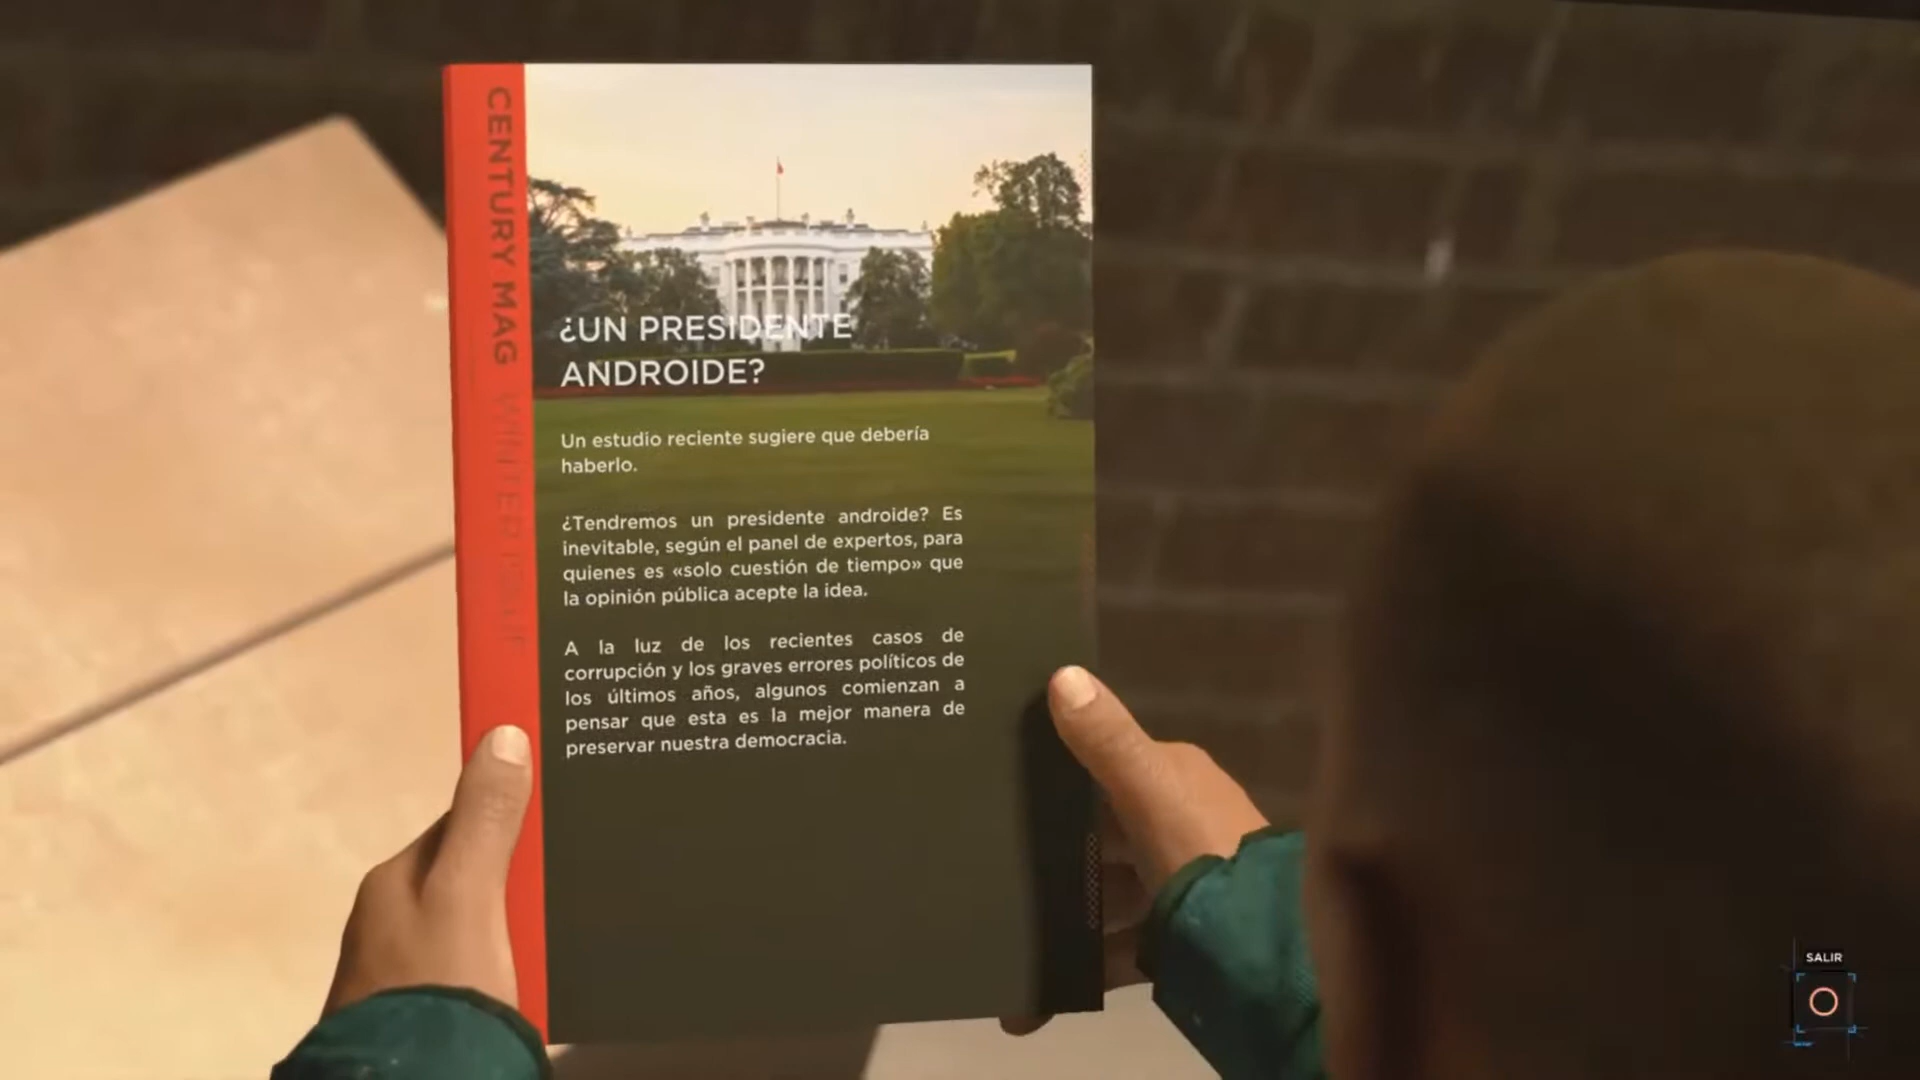 CENTURY MAG WINTER
¿UN PRESIDENTE
ANDROIDE?
Un estudio reciente sugiere que debería
haberlo.
¿Tendremos un presidente androide? Es
inevitable, según el panel de expertos, para
quienes es «solo cuestión de tiempo» que
la opinión pública acepte la idea.
A la luz de los recientes casos de
corrupción y los graves errores políticos de
los últimos años, algunos comienzan a
pensar que esta es la mejor manera de
preservar nuestra democracia.
SALIR